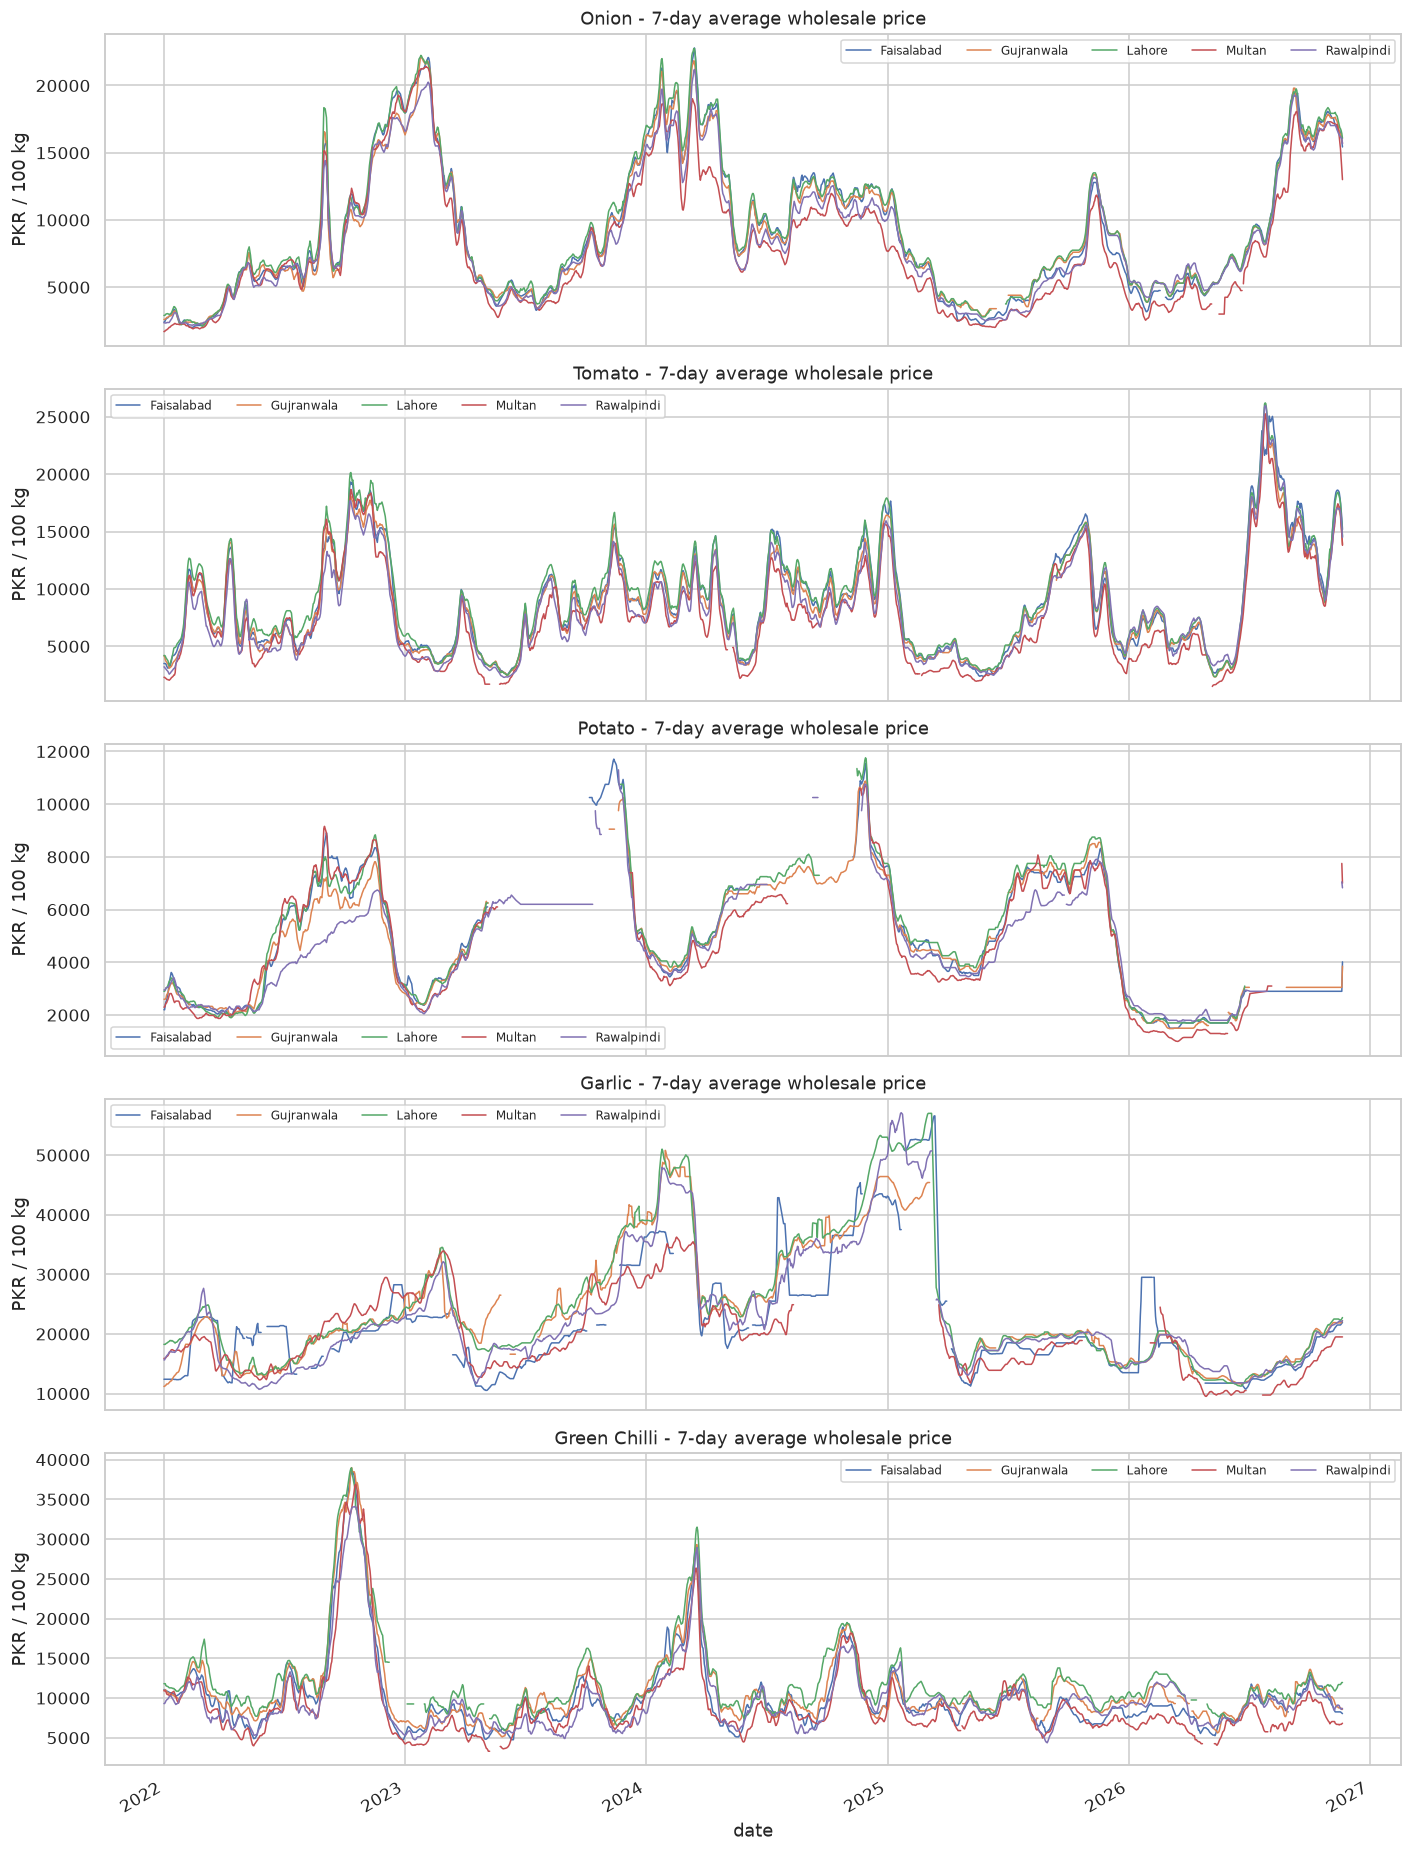 Onion - 7-day average wholesale price
Faisalabad Gujranwala Lahore Multan Rawalpindi
PKR / 100 kg
20000
15000
10000
5000
Tomato - 7-day average wholesale price
Faisalabad Gujranwala Lahore Multan Rawalpindi
PKR / 100 kg
25000
20000
15000
10000
5000
Potato - 7-day average wholesale price
PKR / 100 kg
12000
10000
8000
6000
4000
2000
Faisalabad Gujranwala Lahore Multan Rawalpindi
Garlic - 7-day average wholesale price
Faisalabad Gujranwala Lahore Multan Rawalpindi
PKR / 100 kg
50000
40000
30000
20000
10000
Green Chilli - 7-day average wholesale price
Faisalabad Gujranwala Lahore Multan Rawalpindi
PKR / 100 kg
40000
35000
30000
25000
20000
15000
10000
5000
2022 2023 2024 2025 2026 2027
date